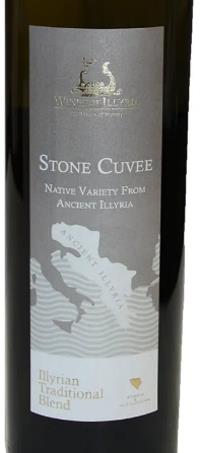 WINES OF ILLYRIA
STONE CUVEE
NATIVE VARIETY FROM
ANCIENT ILLYRIA
ANCIENT ILLYRIA
Illyrian
Traditional
Blend